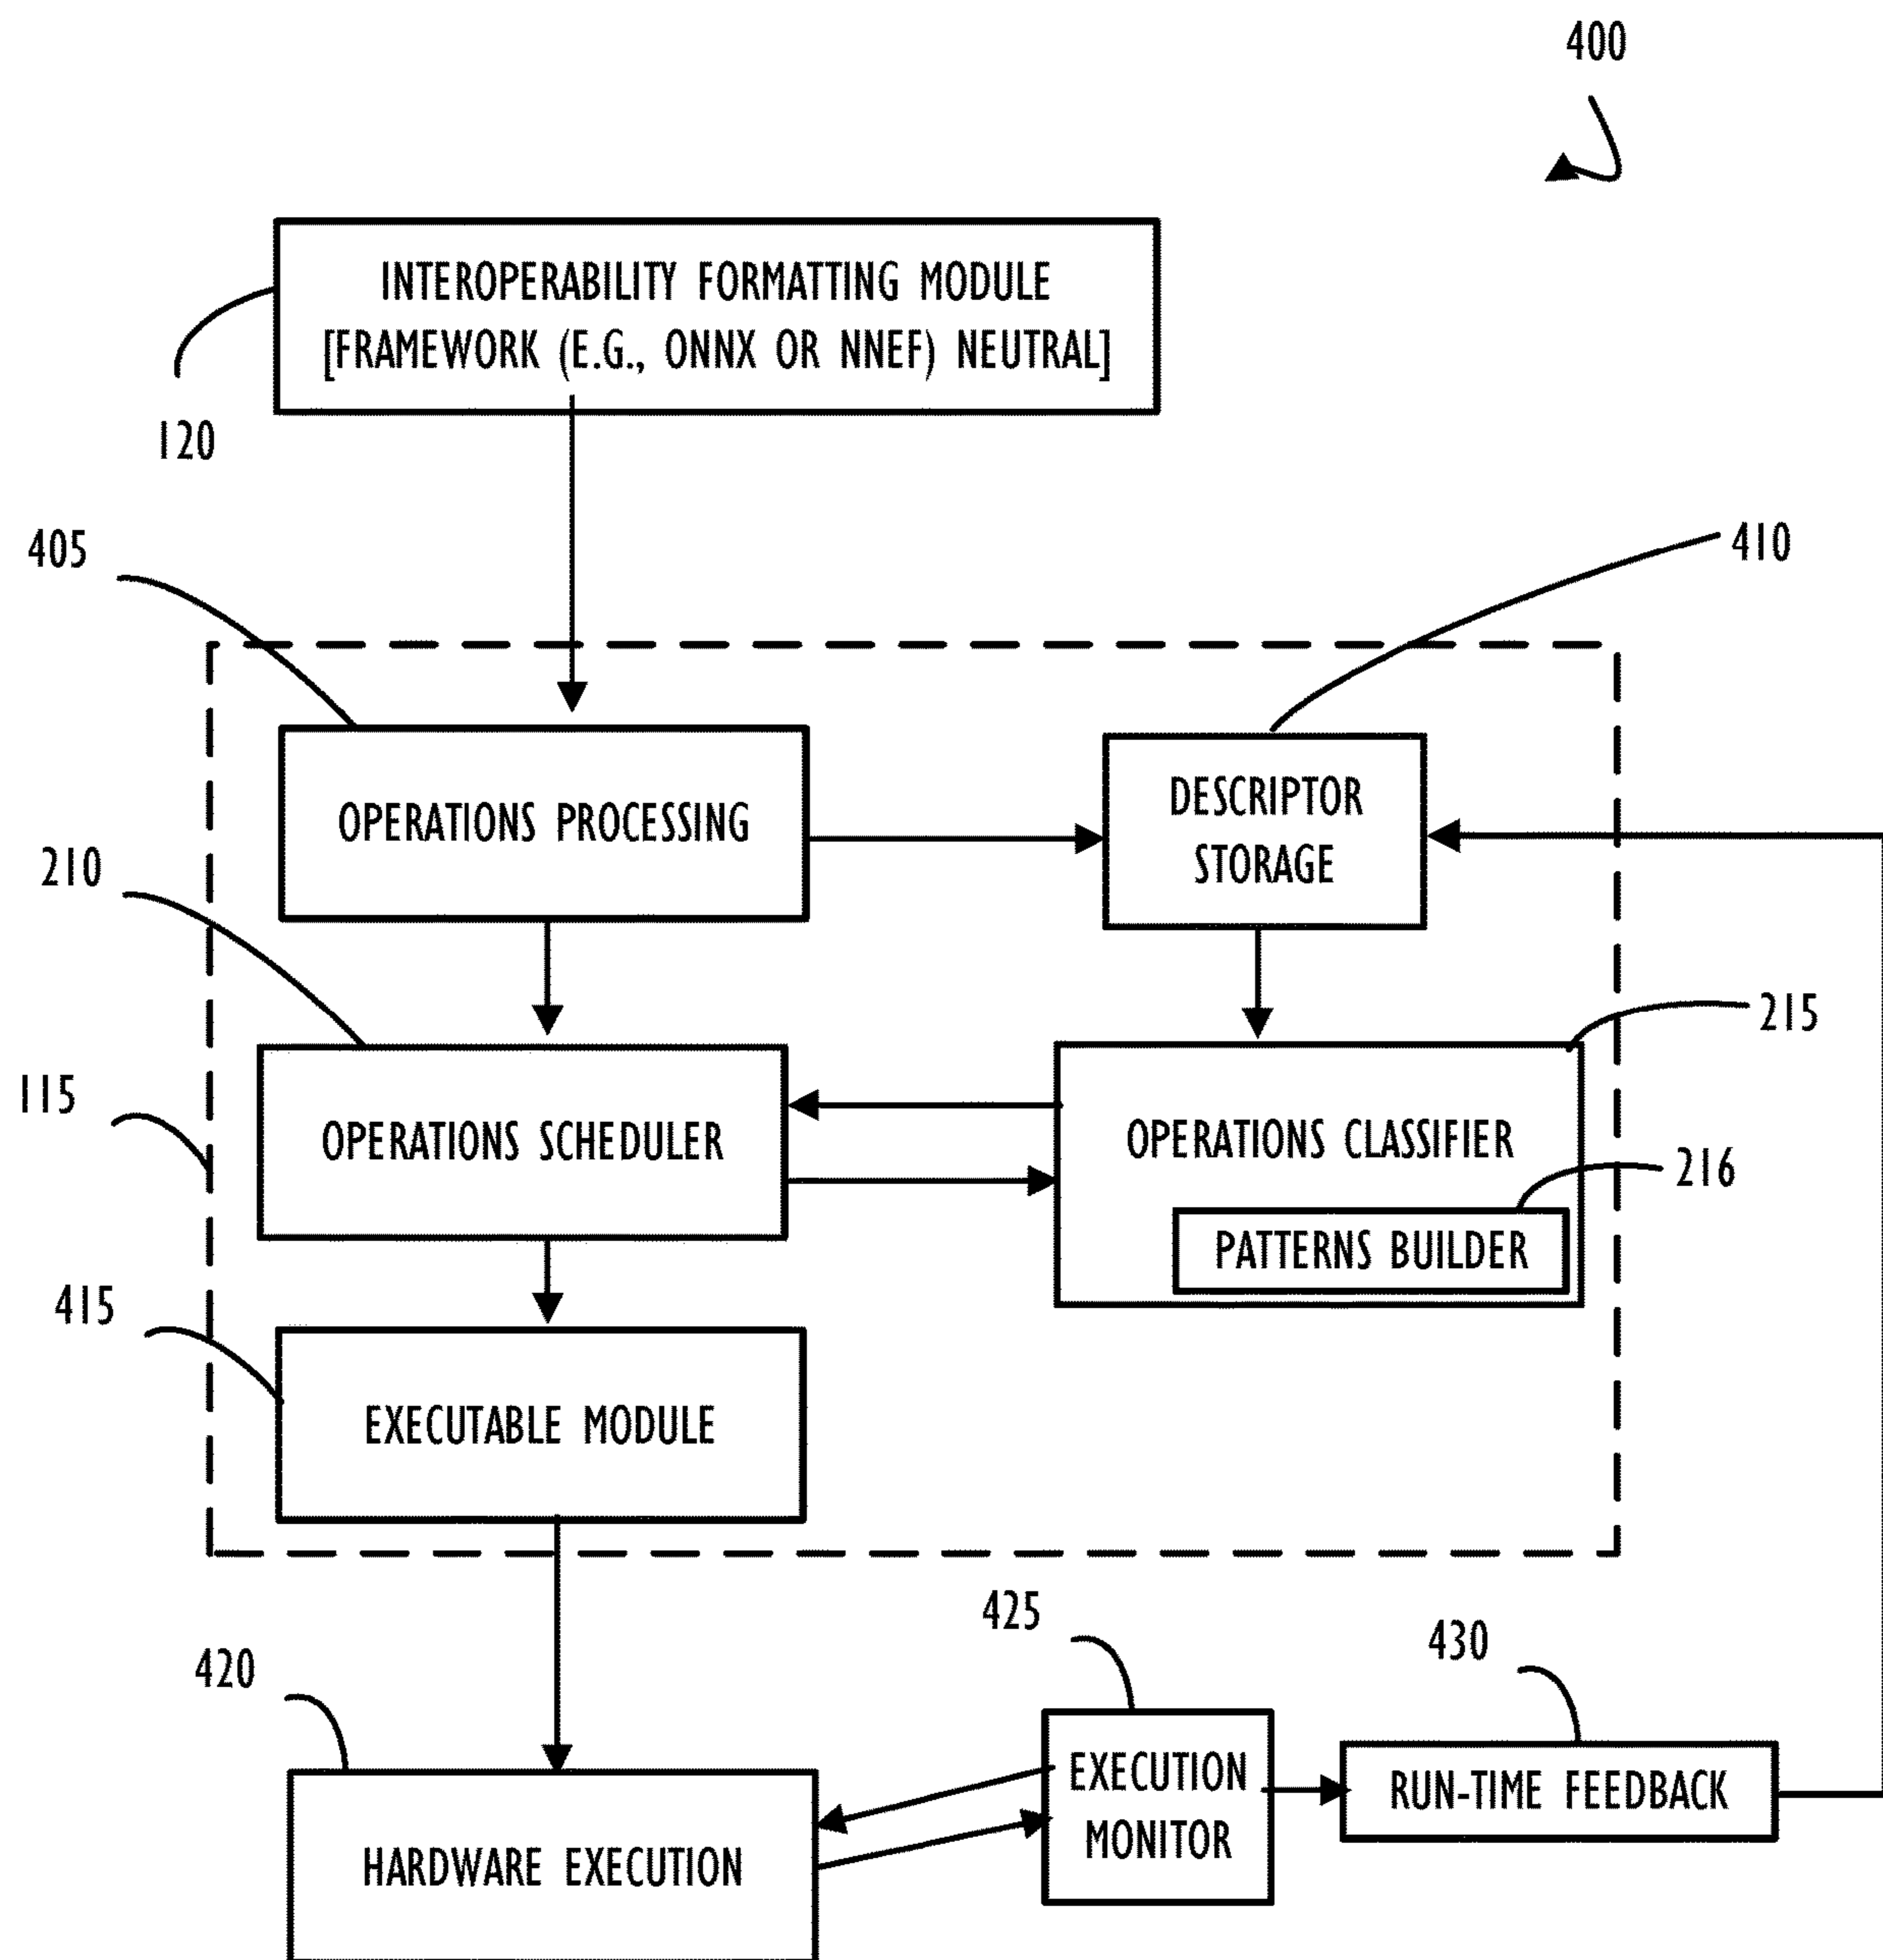 400
INTEROPERABILITY FORMATTING MODULE
[FRAMEWORK (E.G., ONNX OR NNEF) NEUTRAL]
120
405
410
OPERATIONS PROCESSING
DESCRIPTOR
STORAGE
210
215
115
OPERATIONS SCHEDULER
OPERATIONS CLASSIFIER
216
PATTERNS BUILDER
415
EXECUTABLE MODULE
425
430
420
EXECUTION
MONITOR
RUN-TIME FEEDBACK
HARDWARE EXECUTION